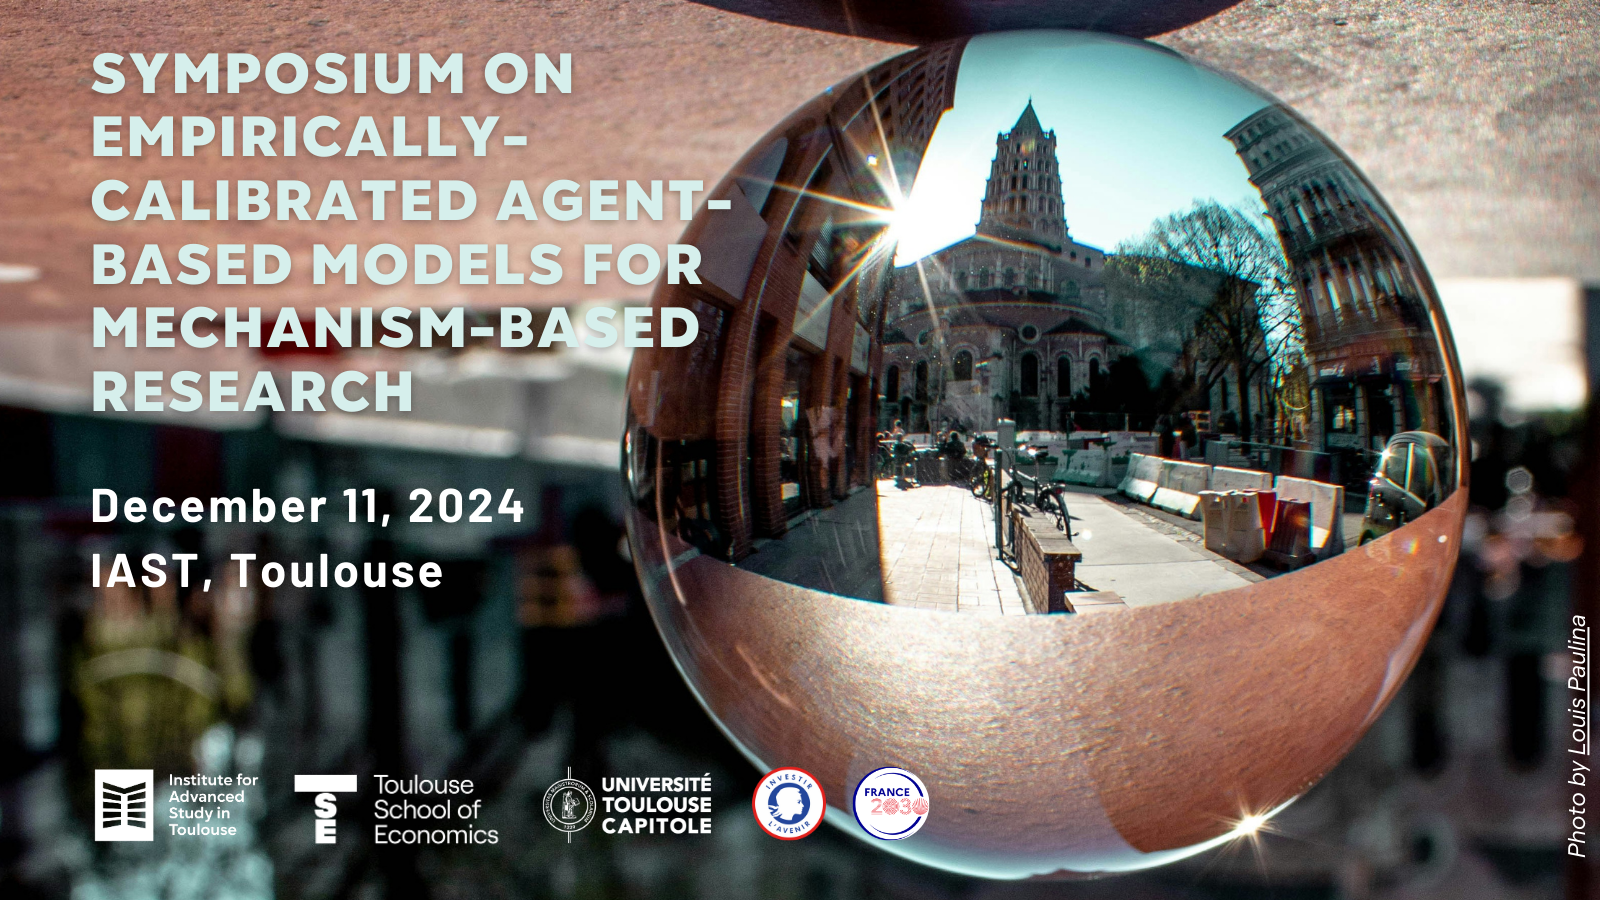 SYMPOSIUM ON
EMPIRICALLY-
CALIBRATED AGENT-
BASED MODELS FOR
MECHANISM-BASED
RESEARCH
December 11, 2024
IAST, Toulouse
Institute for
Advanced
Study in
Toulouse
TSE
Toulouse
School of
Economics
UNIVERSITÉ
TOULOUSE
CAPITOLE
INVESTIR
L'AVENIR
FRANCE
2030
Photo by Louis Paulina